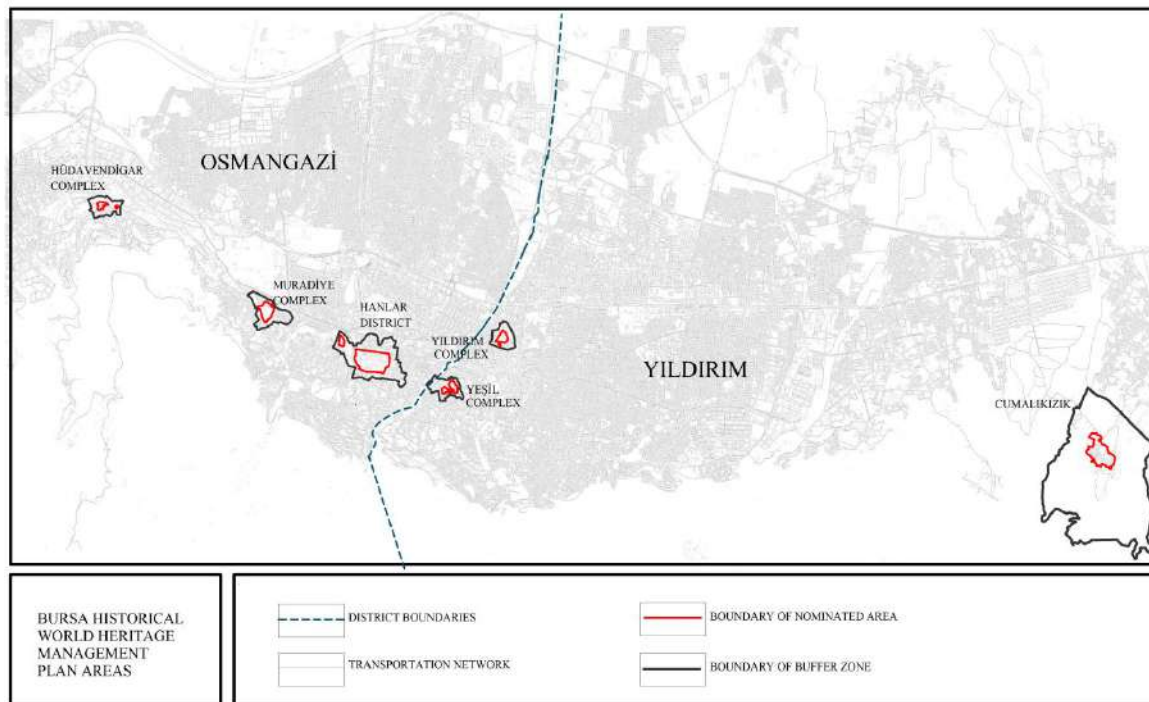 OSMANGAZİ
HÜDAVENDİGAR
COMPLEX
MURADİYE
COMPLEX
HANLAR
DISTRICT
YILDIRIM
COMPLEX
YEŞİL
COMPLEX
YILDIRIM
CUMALIKIZIK
BURSA HISTORICAL
WORLD HERITAGE
MANAGEMENT
PLAN AREAS
DISTRICT BOUNDARIES
TRANSPORTATION NETWORK
BOUNDARY OF NOMINATED AREA
BOUNDARY OF BUFFER ZONE